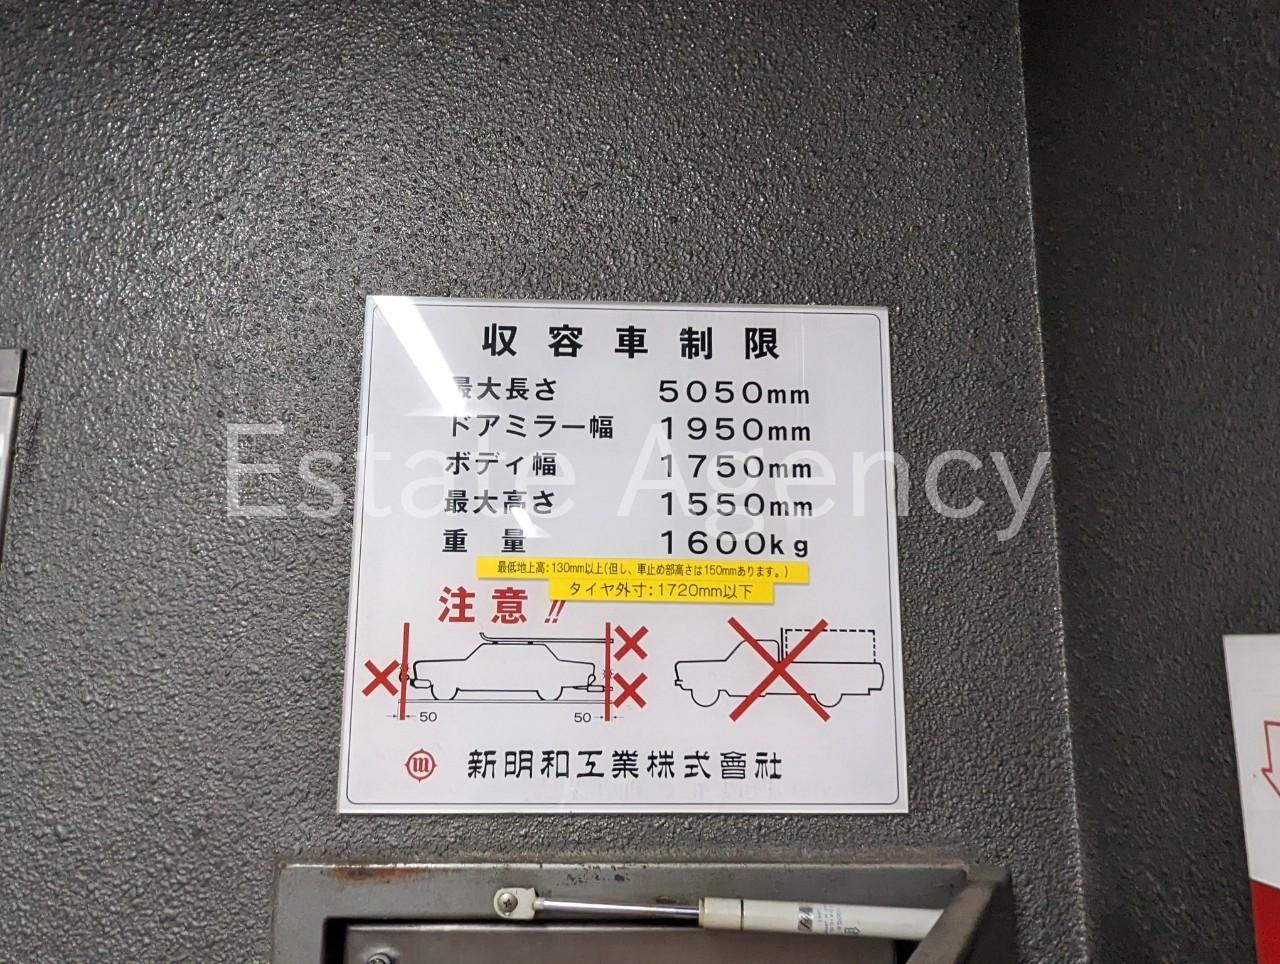 収容車制限
最大長さ 5050mm
ドアミラー幅 1950mm
ボディ幅 1750mm
最大高さ 1550mm
重量 1600kg
最低地上高:130mm以上(但し、車止め部高さは150mmあります。)
タイヤ外寸:1720mm以下
注意!!
50 50
新明和工業株式會社
Estate Agency